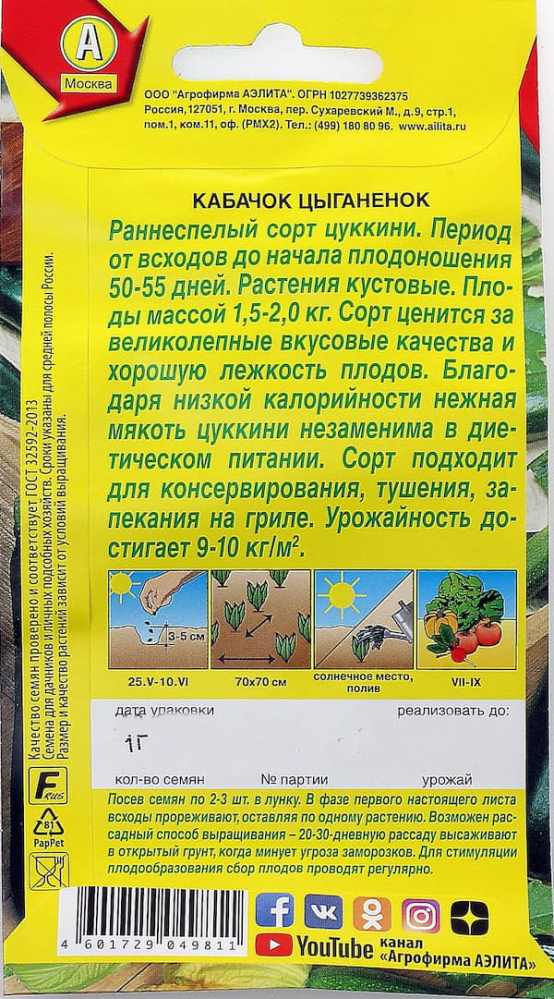 А
Москва
ООО "Агрофирма АЭЛИТА". ОГРН 1027739362375
Россия,127051, г. Москва, пер. Сухаревский М., д.9, стр.1,
пом.1, ком.11, оф. (РМХ2). Тел.: (499) 180 80 96. www.ailita.ru
КАБАЧОК ЦЫГАНЕНОК
Раннеспелый сорт цуккини. Период
от всходов до начала плодоношения
50-55 дней. Растения кустовые. Пло-
ды массой 1,5-2,0 кг. Сорт ценится за
великолепные вкусовые качества и
хорошую лежкость плодов. Благо-
даря низкой калорийности нежная
мякоть цуккини незаменима в дие-
тическом питании. Сорт подходит
для консервирования, тушения, за-
пекания на гриле. Урожайность до-
стигает 9-10 кг/м².
Качество семян проверено и соответствует ГОСТ 32592-2013
Семена для дачников и личных подсобных хозяйств. Сроки указаны для средней полосы России.
Размер и качество растений зависит от условий выращивания.
3-5 см
25.V-10.VI
70x70 см
солнечное место,
полив
VII-IX
дата упаковки
реализовать до:
1Г
кол-во семян
№ партии
урожай
F
RUS
81
PapPet
Посев семян по 2-3 шт. в лунку. В фазе первого настоящего листа
всходы прореживают, оставляя по одному растению. Возможен рас-
садный способ выращивания – 20-30-дневную рассаду высаживают
в открытый грунт, когда минует угроза заморозков. Для стимуляции
плодообразования сбор плодов проводят регулярно.
4 601729 049811
YouTube
канал
«Агрофирма АЭЛИТА»